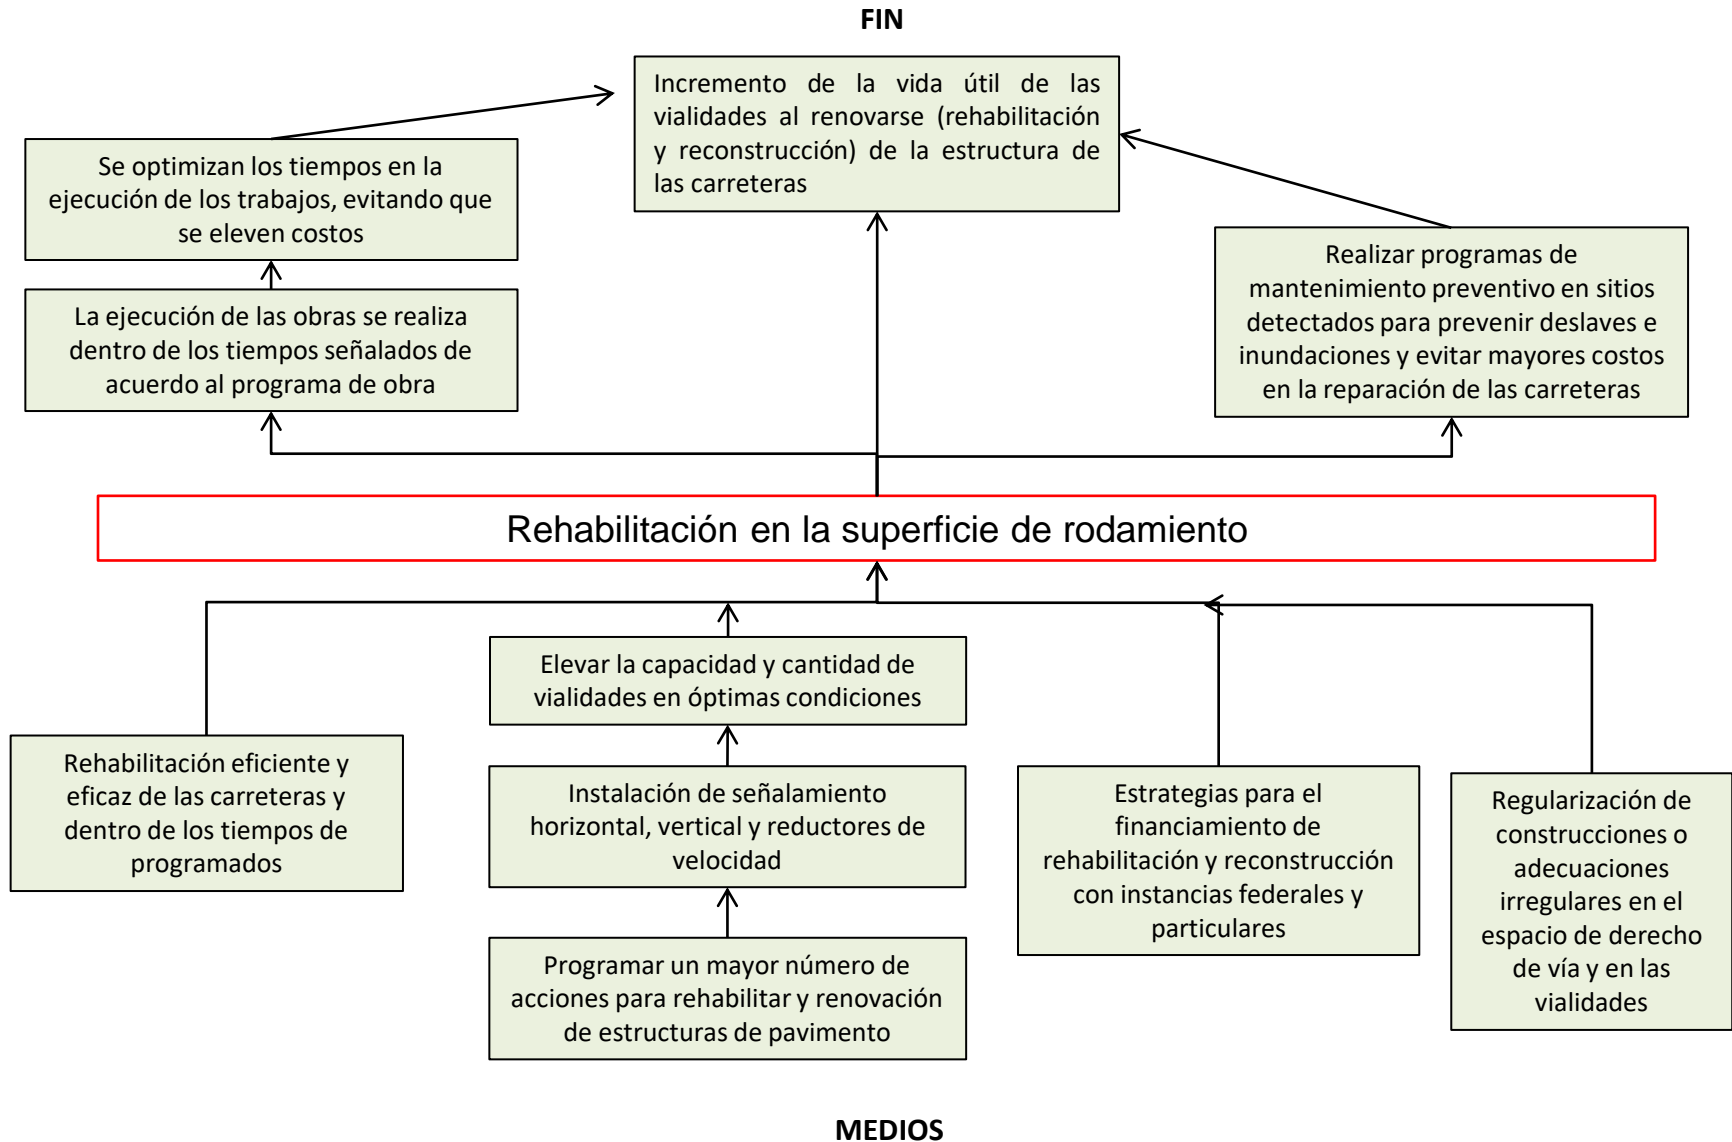 FIN
Incremento de la vida útil de las
vialidades al renovarse (rehabilitación
y reconstrucción) de la estructura de
las carreteras
Se optimizan los tiempos en la
ejecución de los trabajos, evitando que
se eleven costos
Realizar programas de
mantenimiento preventivo en sitios
detectados para prevenir deslaves e
inundaciones y evitar mayores costos
en la reparación de las carreteras
La ejecución de las obras se realiza
dentro de los tiempos señalados de
acuerdo al programa de obra
Rehabilitación en la superficie de rodamiento
Elevar la capacidad y cantidad de
vialidades en óptimas condiciones
Rehabilitación eficiente y
eficaz de las carreteras y
dentro de los tiempos de
programados
Instalación de señalamiento
horizontal, vertical y reductores de
velocidad
Programar un mayor número de
acciones para rehabilitar y renovación
de estructuras de pavimento
Estrategias para el
financiamiento de
rehabilitación y reconstrucción
con instancias federales y
particulares
Regularización de
construcciones o
adecuaciones
irregulares en el
espacio de derecho
de vía y en las
vialidades
MEDIOS